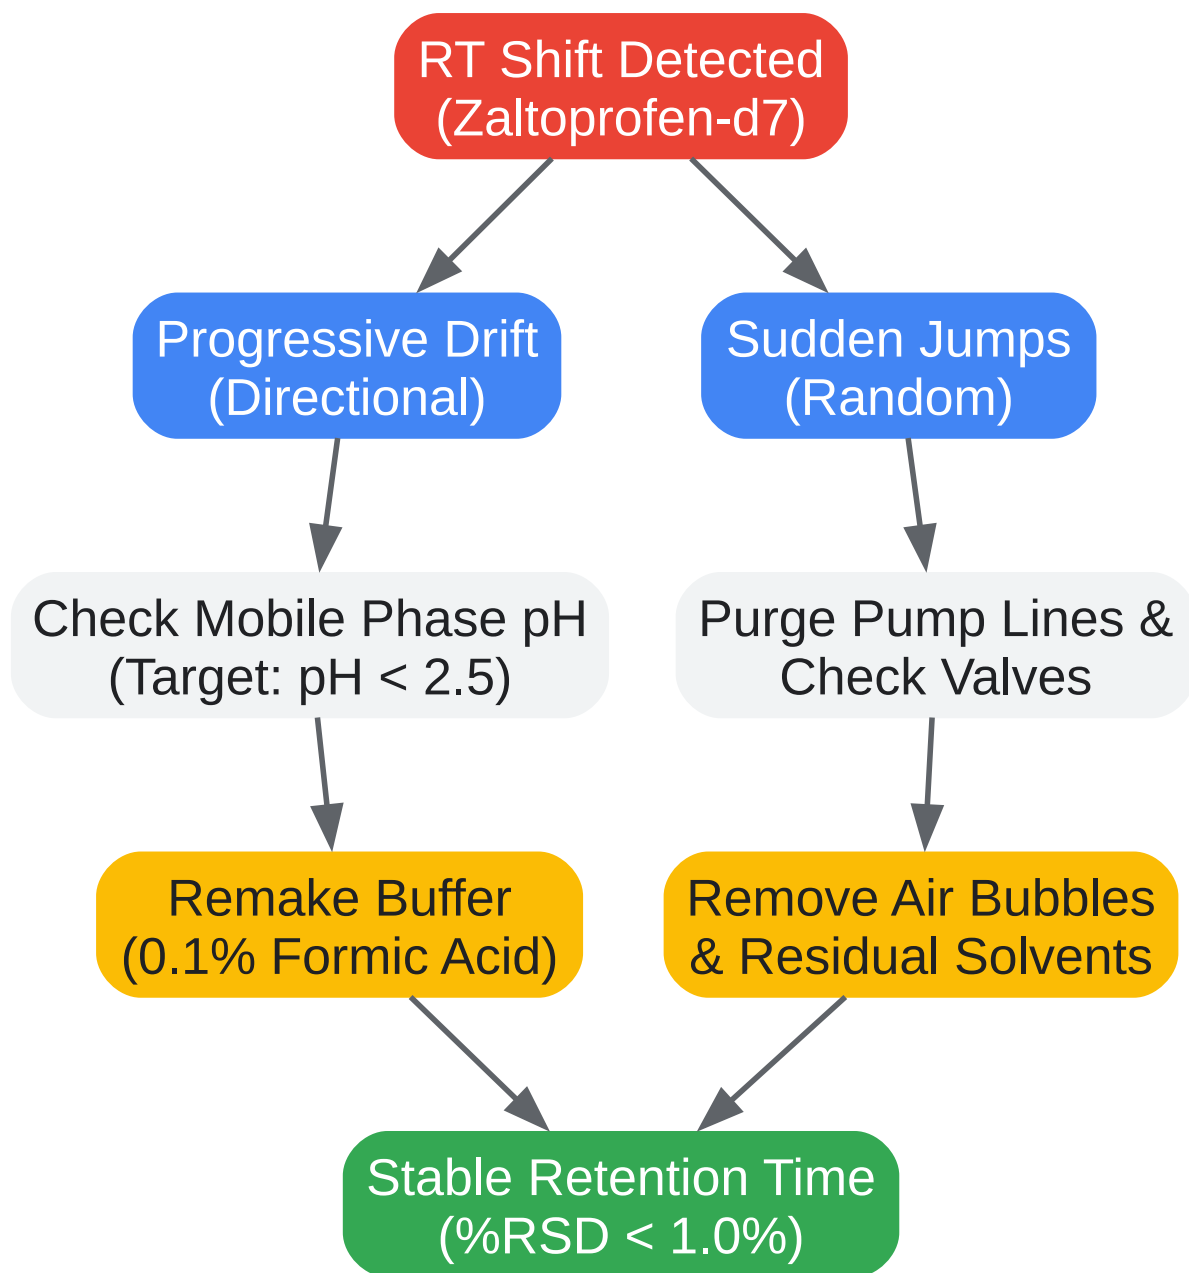 RT Shift Detected
(Zaltoprofen-d7)
Progressive Drift
(Directional)
Sudden Jumps
(Random)
Check Mobile Phase pH
(Target: pH < 2.5)
Purge Pump Lines &
Check Valves
Remake Buffer
(0.1% Formic Acid)
Remove Air Bubbles
& Residual Solvents
Stable Retention Time
(%RSD < 1.0%)